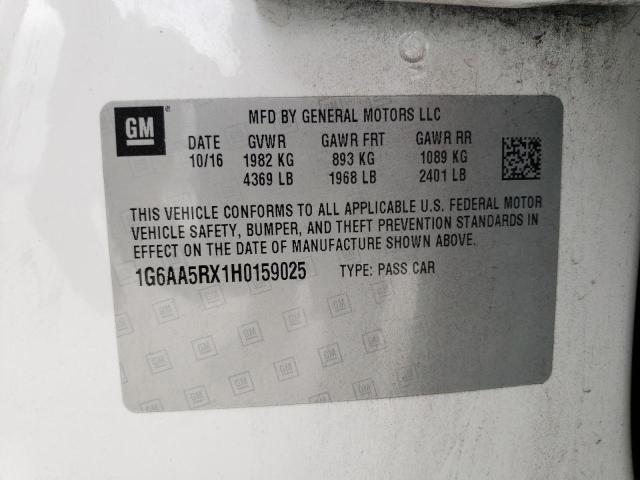 GM
MFD BY GENERAL MOTORS LLC
DATE GVWR GAWR FRT GAWR RR
10/16 1982 KG 893 KG 1089 KG
4369 LB 1968 LB 2401 LB
THIS VEHICLE CONFORMS TO ALL APPLICABLE U.S. FEDERAL MOTOR
VEHICLE SAFETY, BUMPER, AND THEFT PREVENTION STANDARDS IN
EFFECT ON THE DATE OF MANUFACTURE SHOWN ABOVE.
1G6AA5RX1H0159025 TYPE: PASS CAR